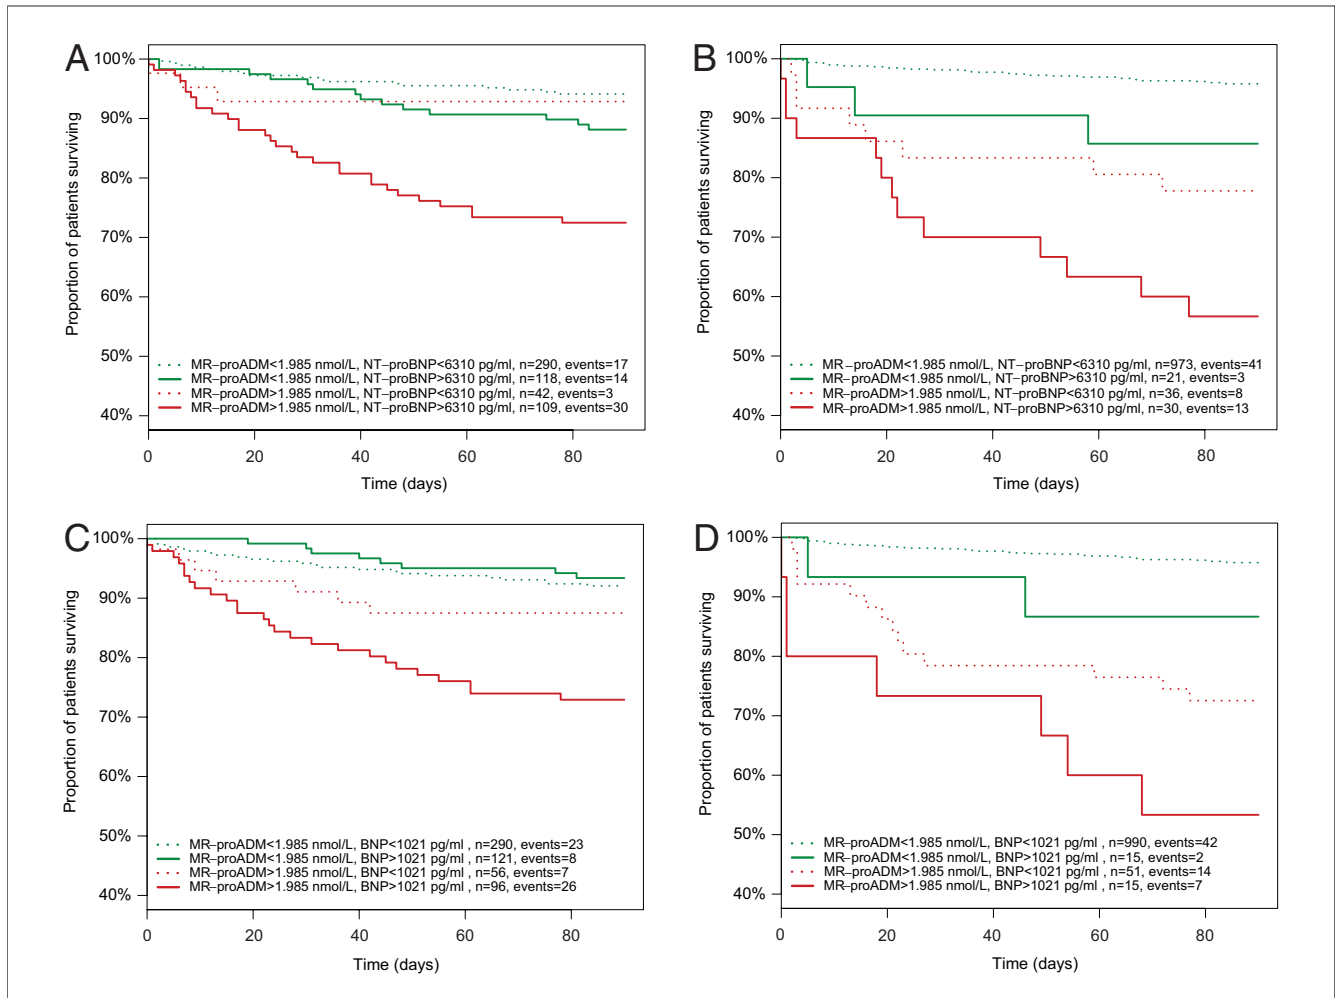 A
100%
90%
80%
70%
60%
50%
40%
Proportion of patients surviving
MR–proADM<1.985 nmol/L, NT–proBNP<6310 pg/ml, n=290, events=17
MR–proADM<1.985 nmol/L, NT–proBNP>6310 pg/ml, n=118, events=14
MR–proADM>1.985 nmol/L, NT–proBNP<6310 pg/ml, n=42, events=3
MR–proADM>1.985 nmol/L, NT–proBNP>6310 pg/ml, n=109, events=30
0 20 40 60 80
Time (days)
B
100%
90%
80%
70%
60%
50%
40%
Proportion of patients surviving
MR–proADM<1.985 nmol/L, NT–proBNP<6310 pg/ml, n=973, events=41
MR–proADM<1.985 nmol/L, NT–proBNP>6310 pg/ml, n=21, events=3
MR–proADM>1.985 nmol/L, NT–proBNP<6310 pg/ml, n=36, events=8
MR–proADM>1.985 nmol/L, NT–proBNP>6310 pg/ml, n=30, events=13
0 20 40 60 80
Time (days)
C
100%
90%
80%
70%
60%
50%
40%
Proportion of patients surviving
MR–proADM<1.985 nmol/L, BNP<1021 pg/ml , n=290, events=23
MR–proADM<1.985 nmol/L, BNP>1021 pg/ml , n=121, events=8
MR–proADM>1.985 nmol/L, BNP<1021 pg/ml , n=56, events=7
MR–proADM>1.985 nmol/L, BNP>1021 pg/ml , n=96, events=26
0 20 40 60 80
Time (days)
D
100%
90%
80%
70%
60%
50%
40%
Proportion of patients surviving
MR–proADM<1.985 nmol/L, BNP<1021 pg/ml , n=990, events=42
MR–proADM<1.985 nmol/L, BNP>1021 pg/ml , n=15, events=2
MR–proADM>1.985 nmol/L, BNP<1021 pg/ml , n=51, events=14
MR–proADM>1.985 nmol/L, BNP>1021 pg/ml , n=15, events=7
0 20 40 60 80
Time (days)